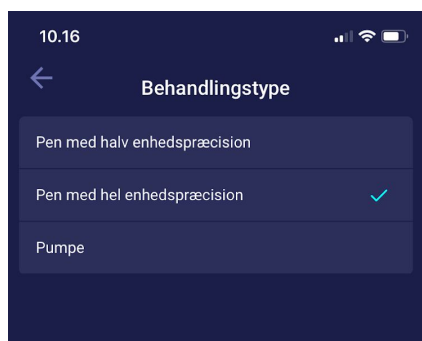 10.16
Behandlingstype
Pen med halv enhedspræcision
Pen med hel enhedspræcision
Pumpe